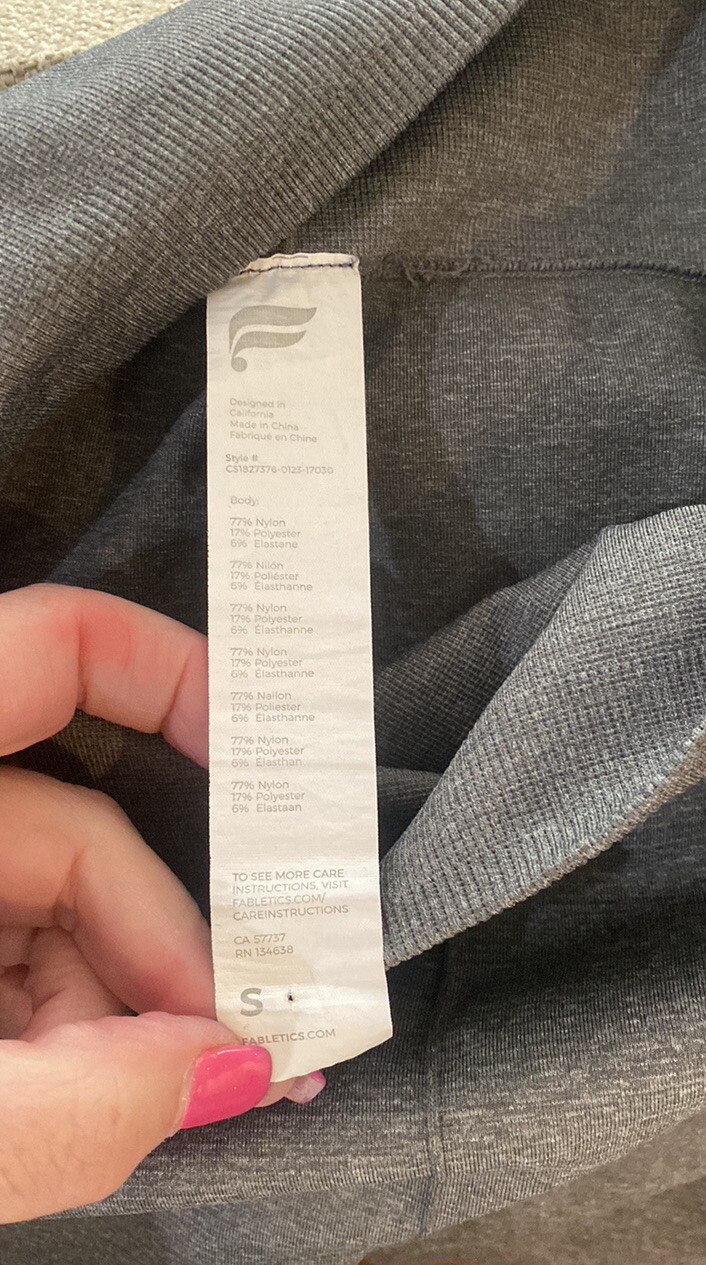 Designed in
California
Made in China
Fabriqué en Chine
Style #
CS1827376-0123-17030
Body:
77% Nylon
17% Polyester
6% Elastane
77% Nilón
17% Poliéster
6% Élasthanne
77% Nylon
17% Polyester
6% Élasthanne
77% Nylon
17% Polyester
6% Élasthanne
77% Nailon
17% Poliester
6% Élasthanne
77% Nylon
17% Polyester
6% Élasthan
77% Nylon
17% Polyester
6% Elastaan
TO SEE MORE CARE
INSTRUCTIONS, VISIT
FABLETICS.COM/
CAREINSTRUCTIONS
CA 57757
RN 134638
S
FABLETICS.COM